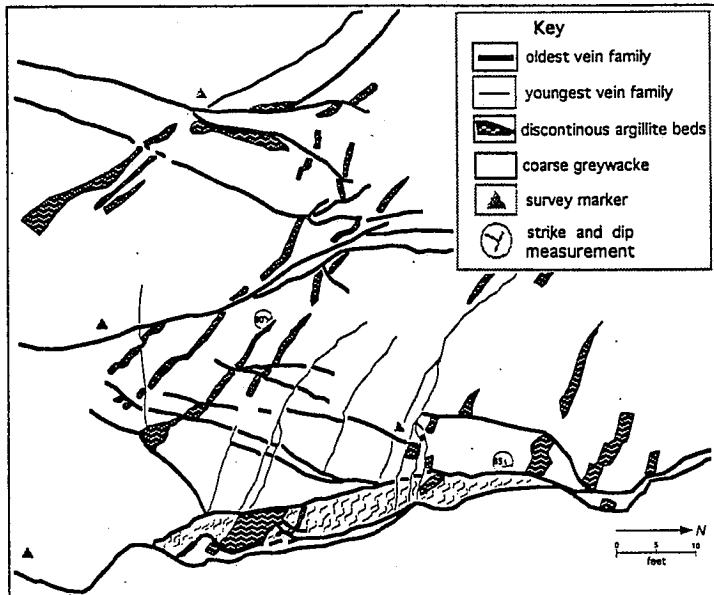 Key
oldest vein family
youngest vein family
discontinous argillite beds
coarse greywacke
survey marker
strike and dip
measurement
85
N
0 5 10
feet